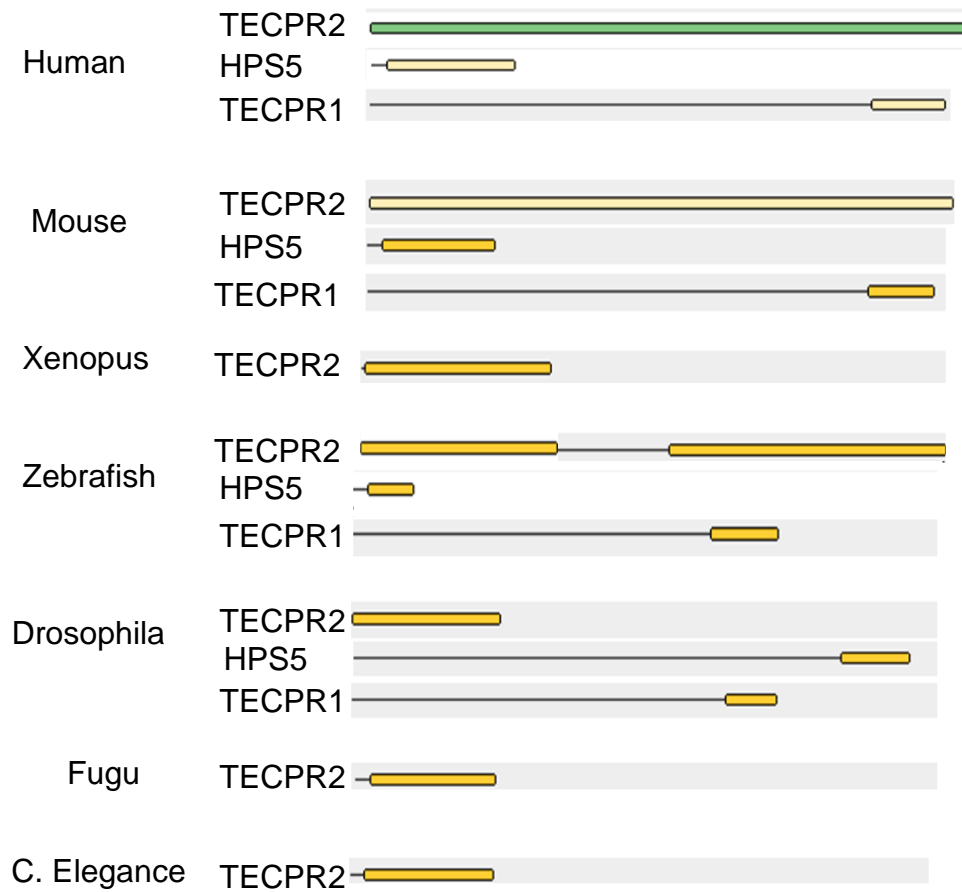 Human
TECPR2
HPS5
TECPR1
Mouse
TECPR2
HPS5
TECPR1
Xenopus
TECPR2
Zebrafish
TECPR2
HPS5
TECPR1
Drosophila
TECPR2
HPS5
TECPR1
Fugu
TECPR2
C. Elegance
TECPR2